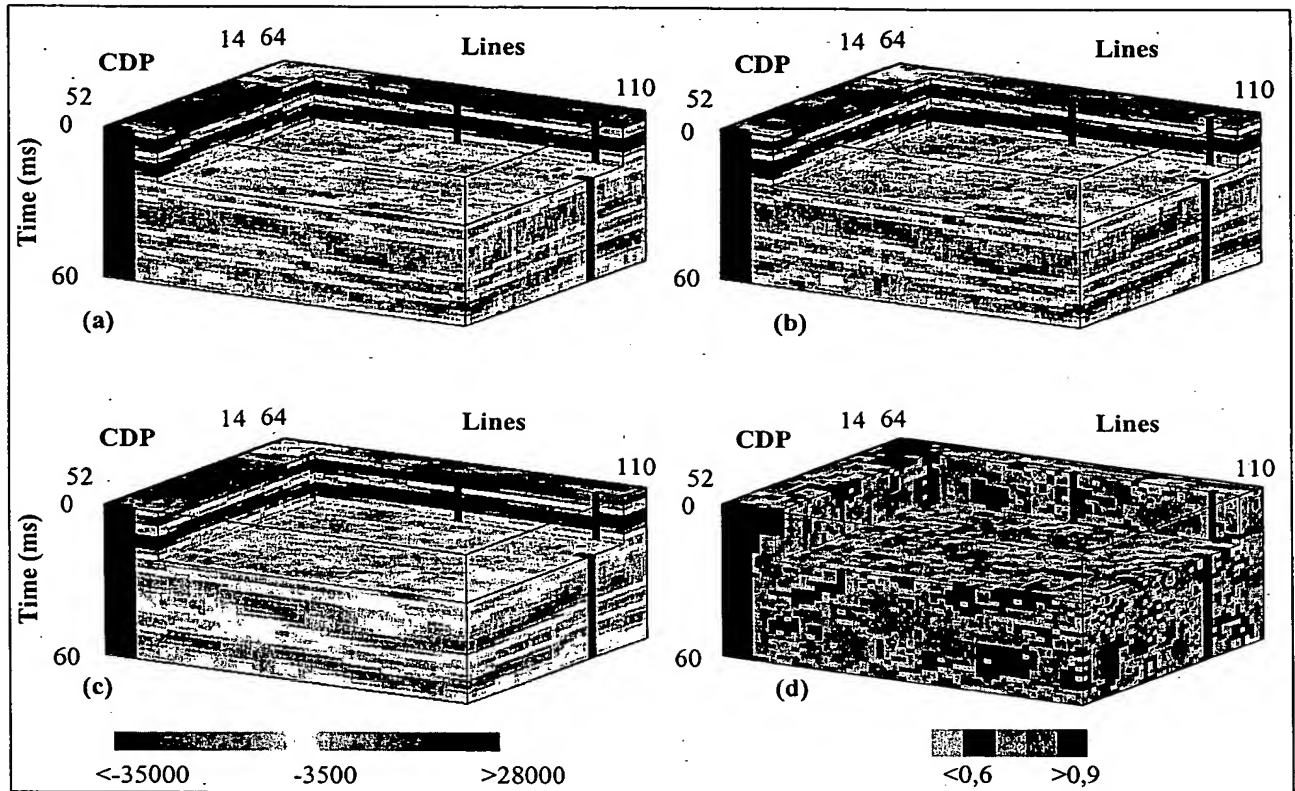 14 64 Lines
CDP
52
110
0
Time (ms)
60
(a)
14 64 Lines
CDP
52
110
0
60
(b)
14 64 Lines
CDP
52
110
0
Time (ms)
60
(c)
14 64 Lines
CDP
52
110
0
60
(d)
<-35000 -3500 >28000
<0,6 >0,9